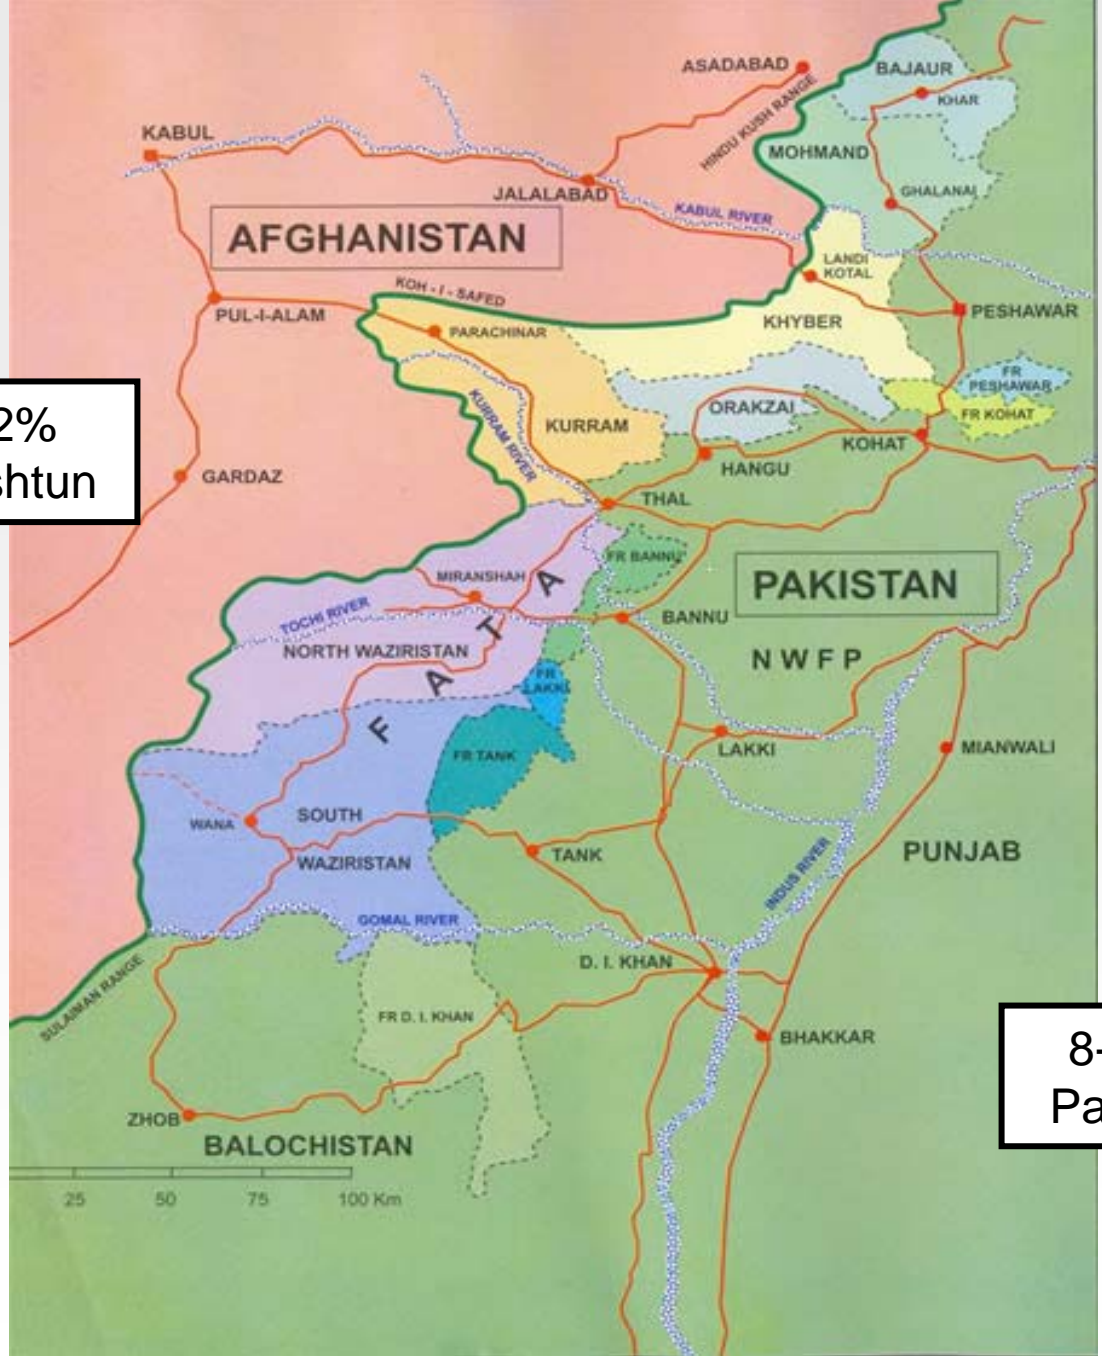 ASADABAD
BAJAUR
KHAR
HINDU KUSH RANGE
KABUL
MOHMAND
JALALABAD
GHALANAI
KABUL RIVER
AFGHANISTAN
LANDI
KOTAL
KOH - I - SAFED
PUL-I-ALAM
PARACHINAR
KHYBER
PESHAWAR
FR
PESHAWAR
2%
shtun
KURRAM RIVER
KURRAM
ORAKZAI
FR KOHAT
KOHAT
HANGU
GARDAZ
THAL
FR BANNU
MIRANSHAH
PAKISTAN
TOCHI RIVER
BANNU
NORTH WAZIRISTAN
N W F P
FR
LAKKI
F A T A
FR TANK
LAKKI
MIANWALI
WANA
SOUTH
WAZIRISTAN
TANK
PUNJAB
INDUS RIVER
GOMAL RIVER
D. I. KHAN
SULAIMAN RANGE
FR D. I. KHAN
BHAKKAR
8-
Pa
ZHOB
BALOCHISTAN
25 50 75 100 Km